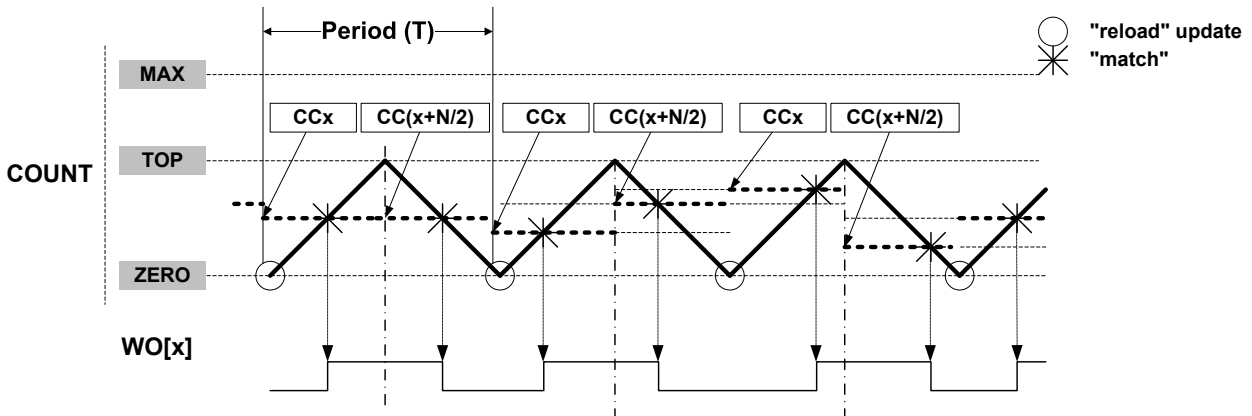 Period (T)
"reload" update
"match"
MAX
CCx
CC(x+N/2)
CCx
CC(x+N/2)
CCx
CC(x+N/2)
TOP
COUNT
ZERO
WO[x]